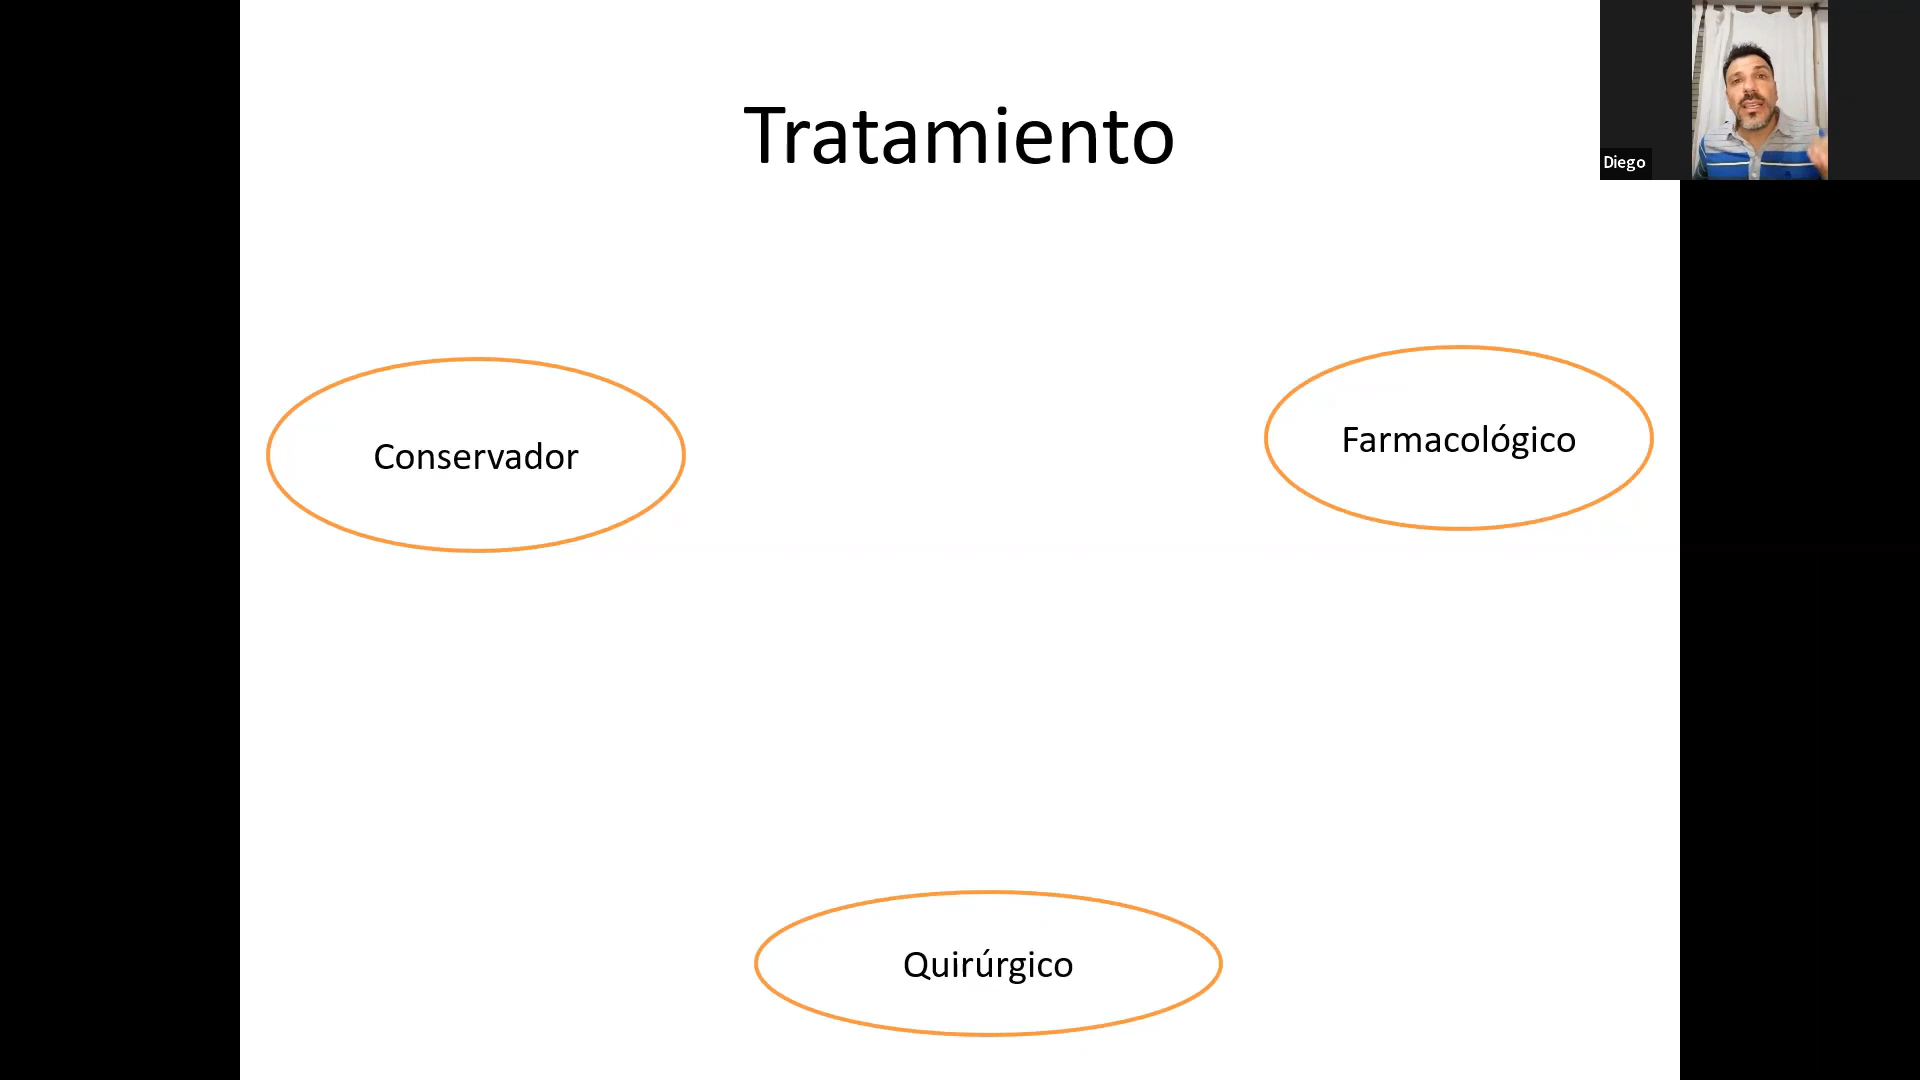 Tratamiento
Diego
Conservador
Farmacológico
Quirúrgico